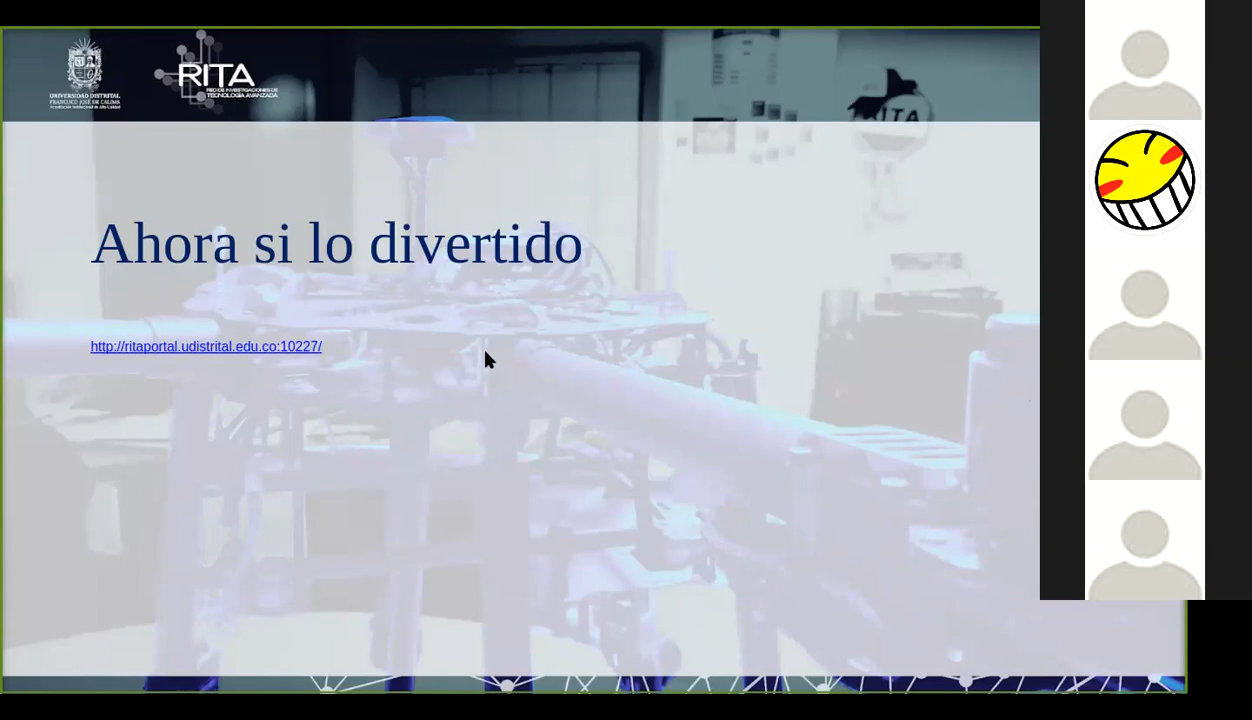 UNIVERSIDAD DISTRITAL
FRANCISCO JOSÉ DE CALDAS
RITA
RED DE INVESTIGACIONES DE
TECNOLOGÍA AVANZADA
RITA
Ahora si lo divertido
http://ritaportal.udistrital.edu.co:10227/